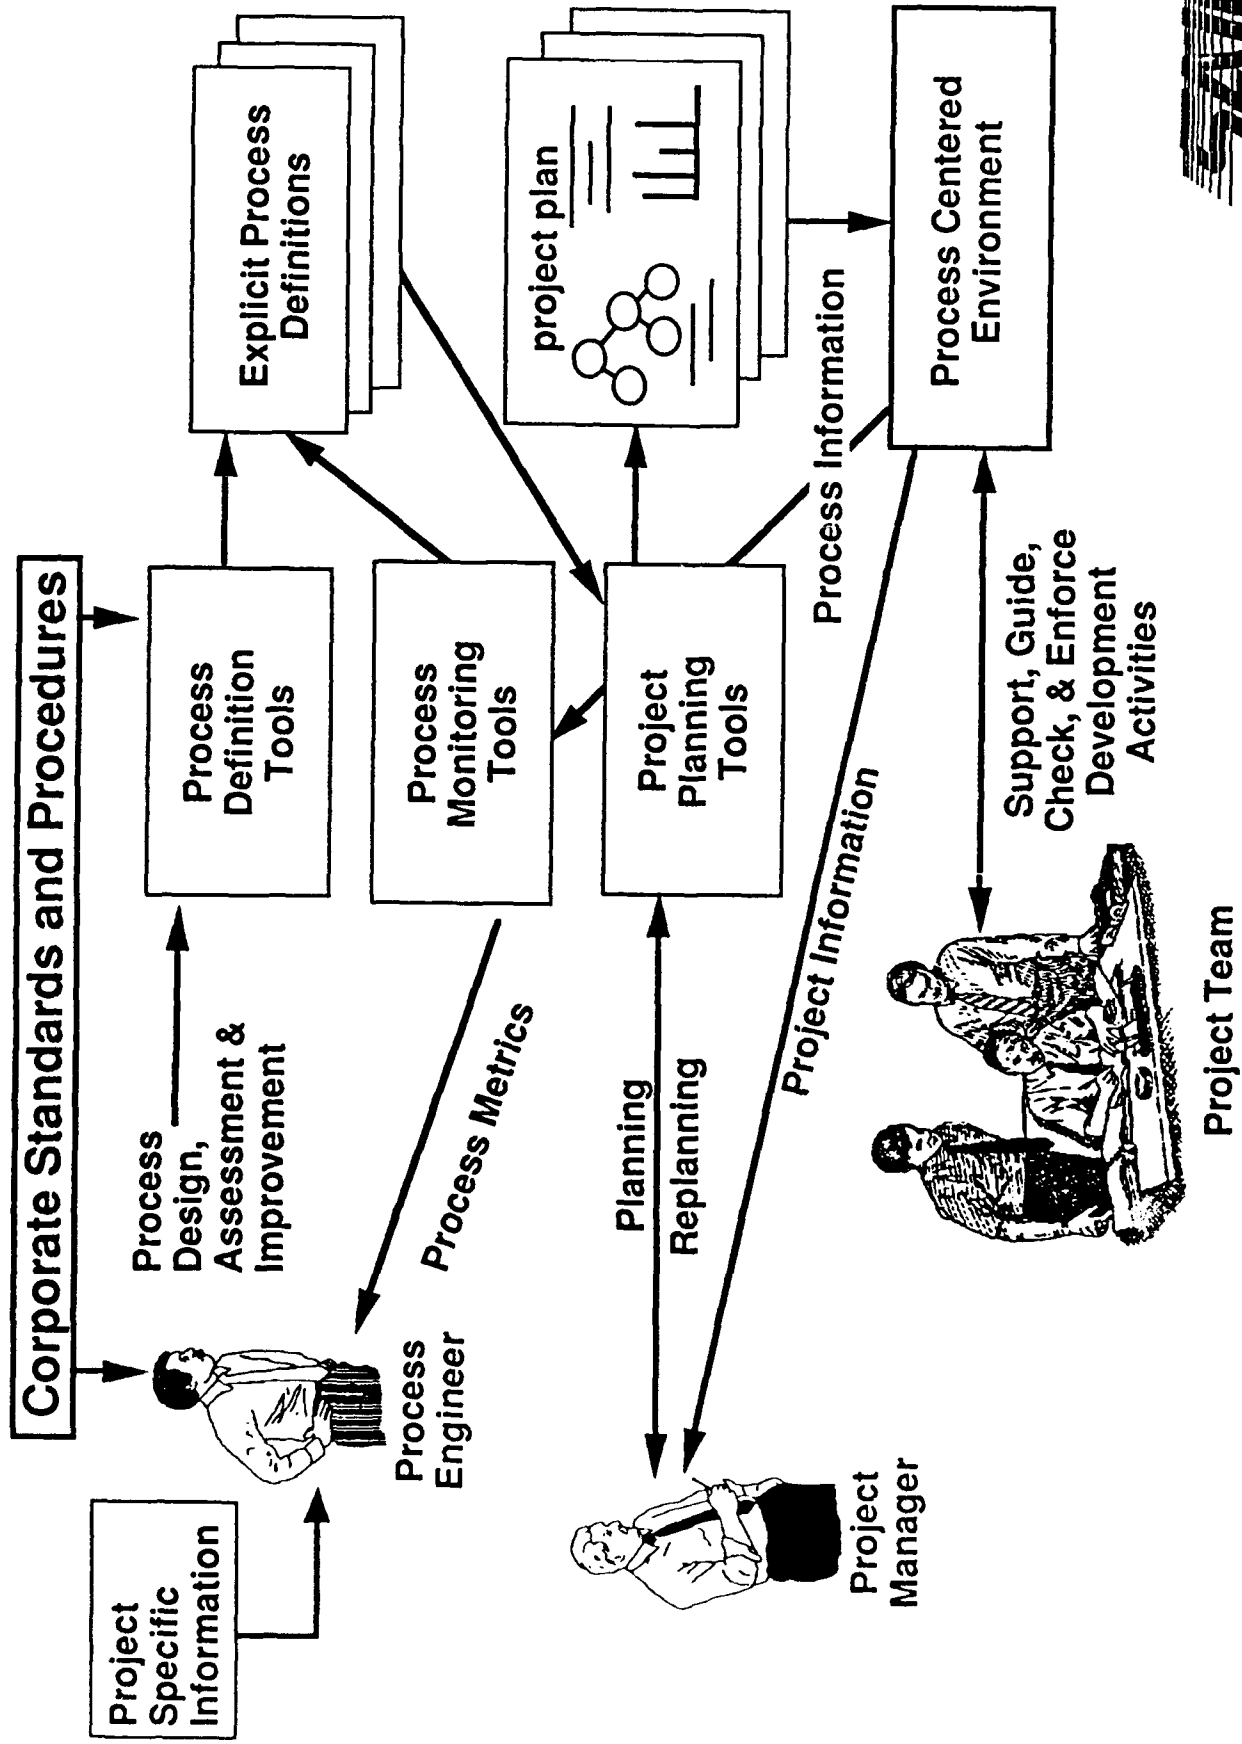 Corporate Standards and Procedures
Project
Specific
Information
Process
Engineer
Process
Design,
Assessment &
Improvement
Process
Definition
Tools
Explicit Process
Definitions
Process Metrics
Process
Monitoring
Tools
Project
Manager
Planning
Replanning
Project
Planning
Tools
project plan
Project Information
Process Information
Process Centered
Environment
Support, Guide,
Check, & Enforce
Development
Activities
Project Team